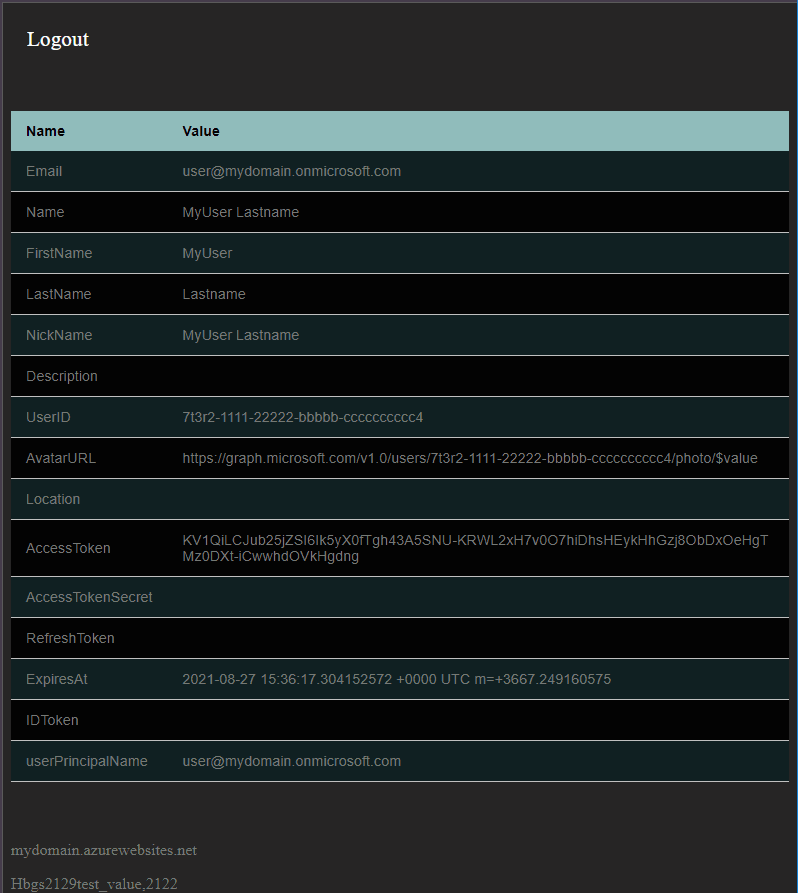 Logout
Name Value
Email user@mydomain.onmicrosoft.com
Name MyUser Lastname
FirstName MyUser
LastName Lastname
NickName MyUser Lastname
Description
UserID 7t3r2-1111-22222-bbbbb-cccccccccc4
AvatarURL https://graph.microsoft.com/v1.0/users/7t3r2-1111-22222-bbbbb-cccccccccc4/photo/$value
Location
AccessToken KV1QiLCJub25jZSI6Ik5yX0fTgh43A5SNU-KRWL2xH7v0O7hiDhsHEykHhGzj8ObDxOeHgT
Mz0DXt-iCwwhdOVkHgdng
AccessTokenSecret
RefreshToken
ExpiresAt 2021-08-27 15:36:17.304152572 +0000 UTC m=+3667.249160575
IDToken
userPrincipalName user@mydomain.onmicrosoft.com
mydomain.azurewebsites.net
Hbgs2129test_value,2122